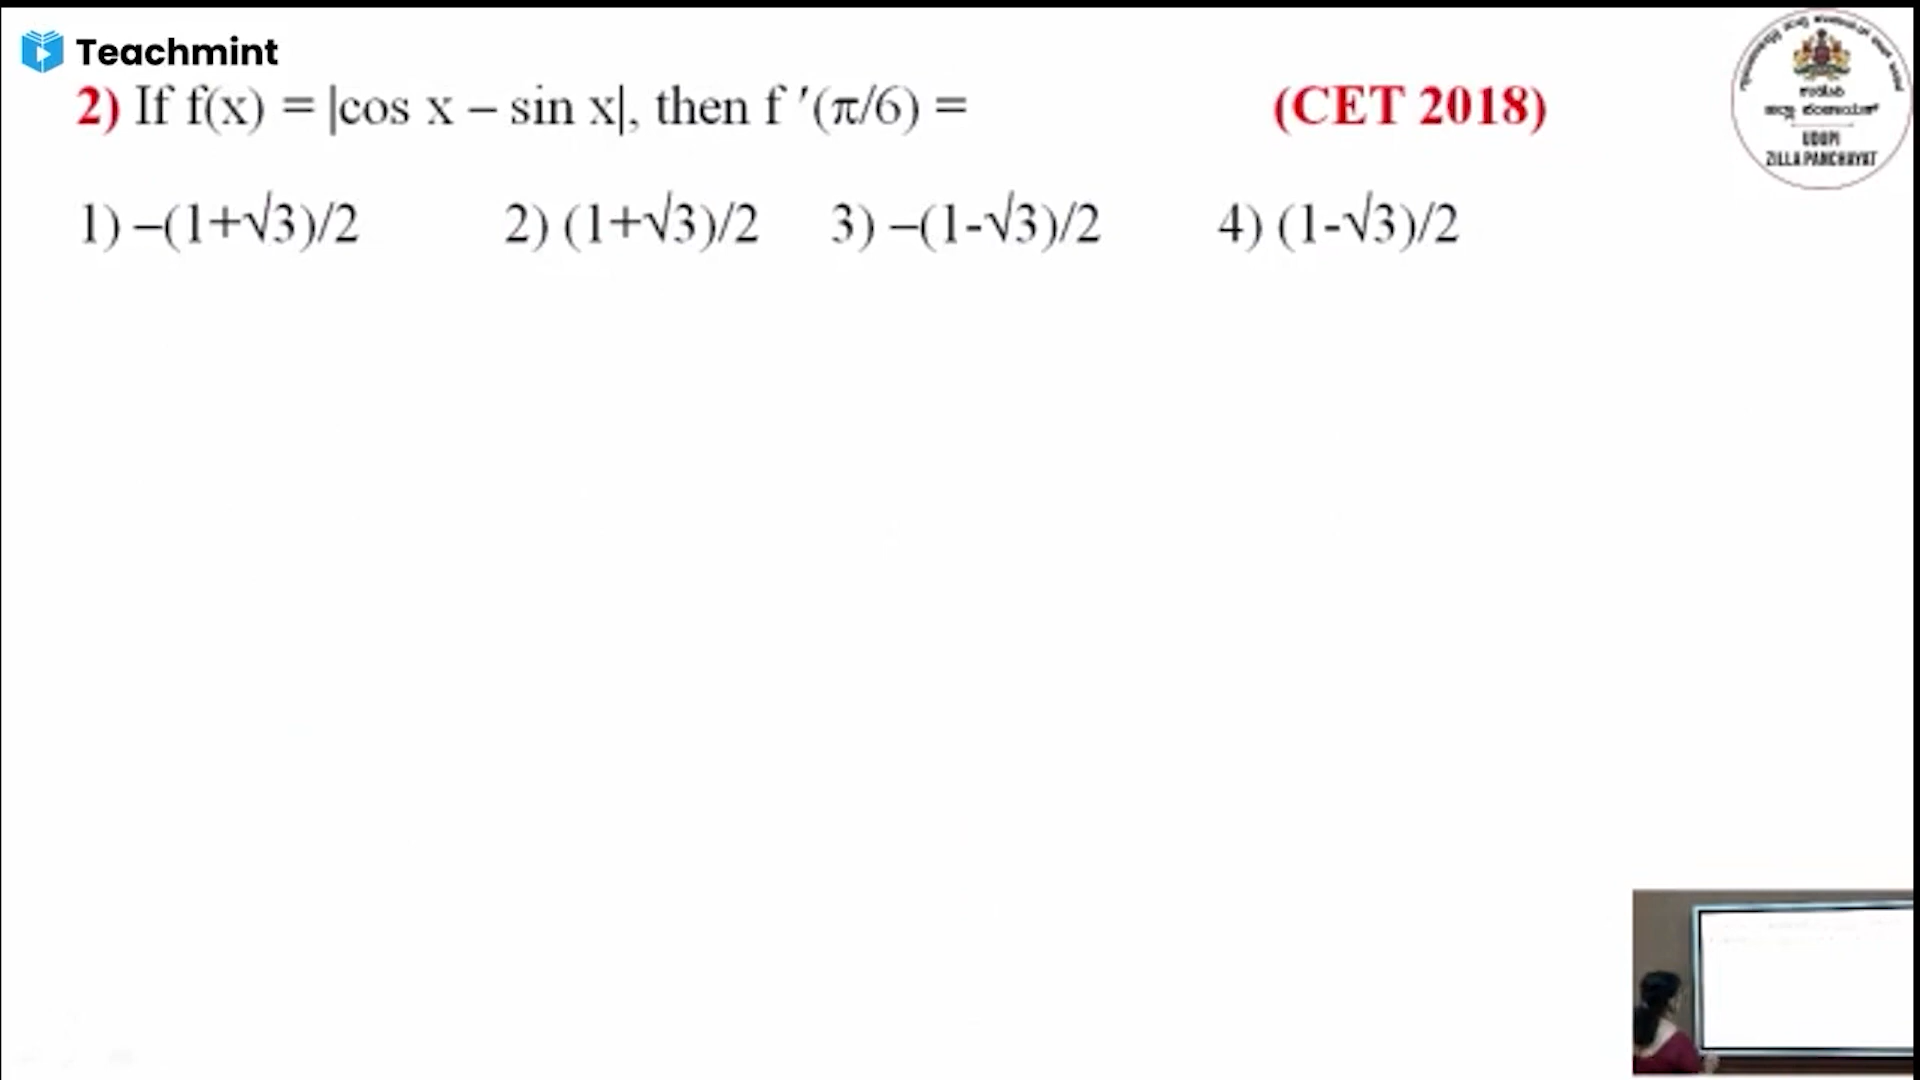 Teachmint
2) If f(x) = |cos x – sin x|, then f ′(π/6) = (CET 2018)
1) –(1+√3)/2 2) (1+√3)/2 3) –(1-√3)/2 4) (1-√3)/2
UDUPI
ZILLA PANCHAYAT